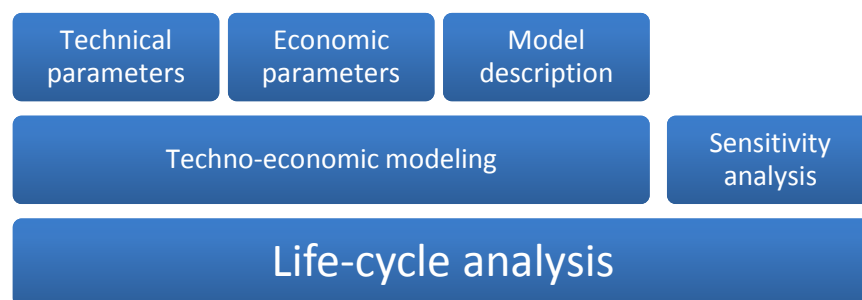 Technical
parameters
Economic
parameters
Model
description
Techno-economic modeling
Sensitivity
analysis
Life-cycle analysis